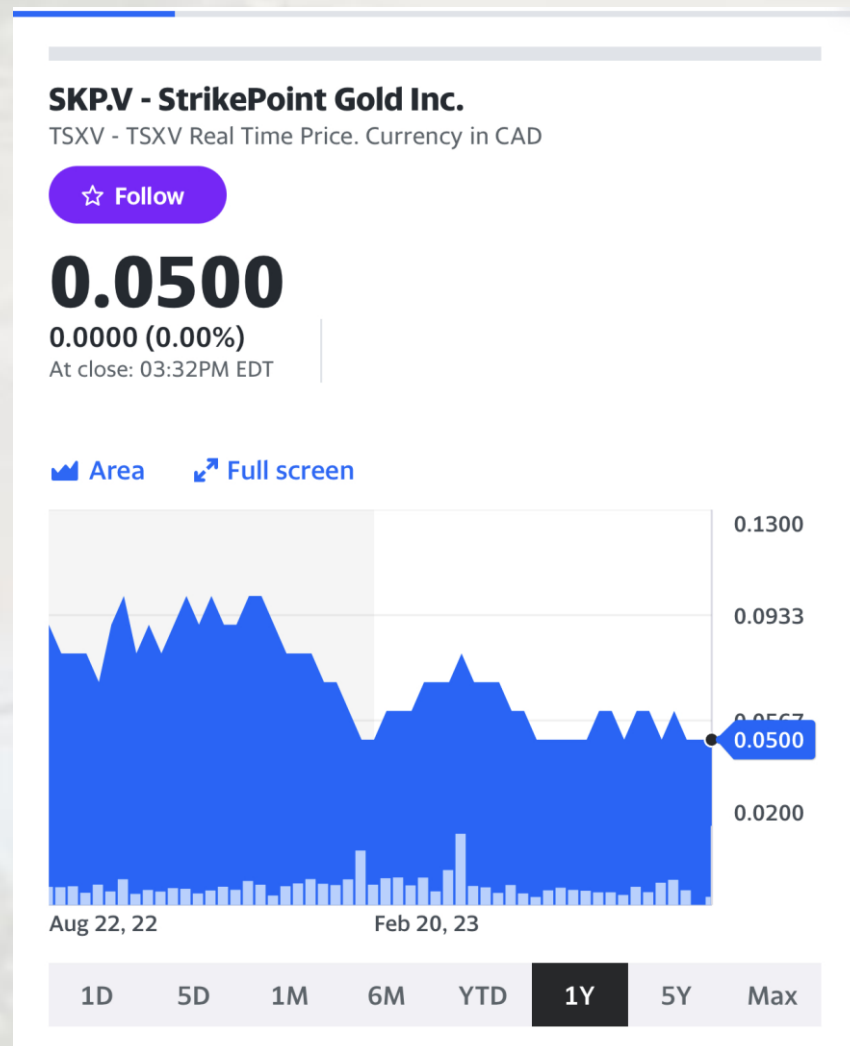 SKP.V - StrikePoint Gold Inc.
TSXV - TSXV Real Time Price. Currency in CAD
Follow
0.0500
0.0000 (0.00%)
At close: 03:32PM EDT
Area Full screen
0.1300
0.0933
0.0567
0.0500
0.0200
Aug 22, 22 Feb 20, 23
1D 5D 1M 6M YTD 1Y 5Y Max